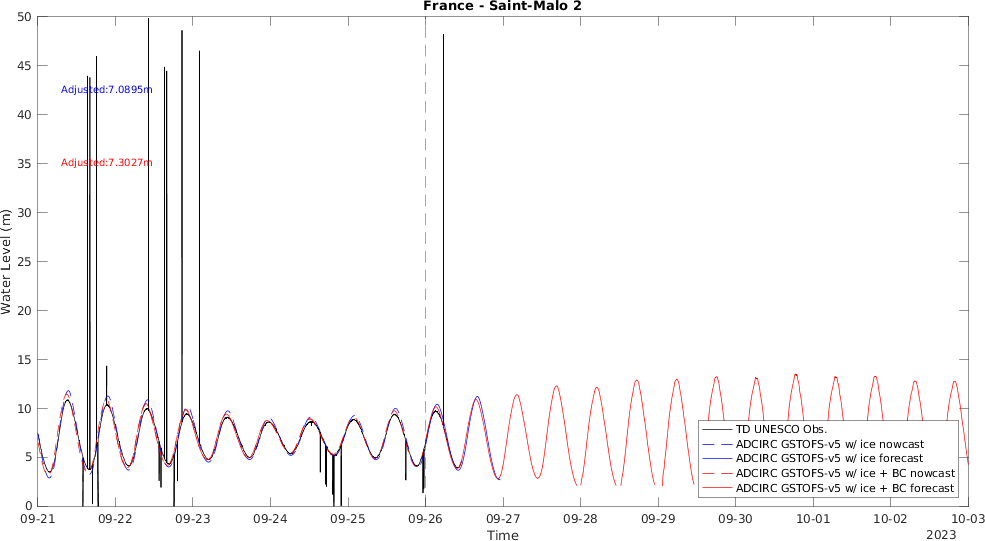 France - Saint-Malo 2
50
45
40
35
30
25
20
15
10
5
0
Water Level (m)
Adjusted:7.0895m
Adjusted:7.3027m
TD UNESCO Obs.
ADCIRC GSTOFS-v5 w/ ice nowcast
ADCIRC GSTOFS-v5 w/ ice forecast
ADCIRC GSTOFS-v5 w/ ice + BC nowcast
ADCIRC GSTOFS-v5 w/ ice + BC forecast
09-21 09-22 09-23 09-24 09-25 09-26 09-27 09-28 09-29 09-30 10-01 10-02 10-03
Time
2023